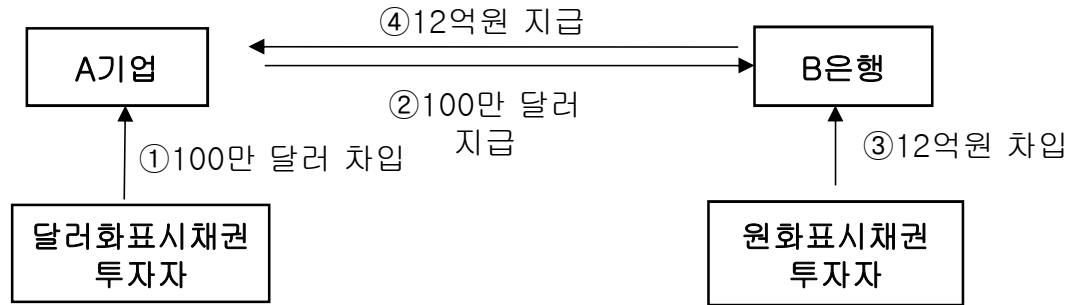 ④12억원 지급
A기업
B은행
②100만 달러
지급
①100만 달러 차입
③12억원 차입
달러화표시채권
투자자
원화표시채권
투자자